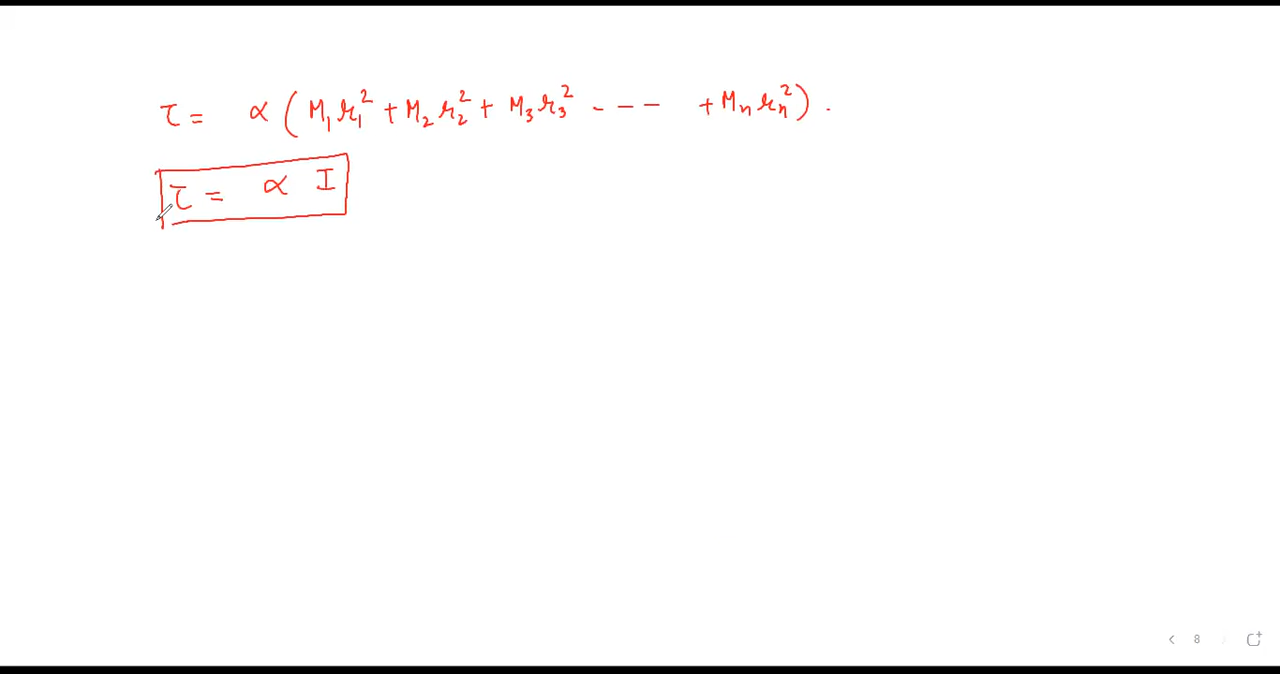 τ = α ( M₁r₁² + M₂r₂² + M₃r₃² - - - - + Mₙrₙ² ) .
τ = α I
< 8 >